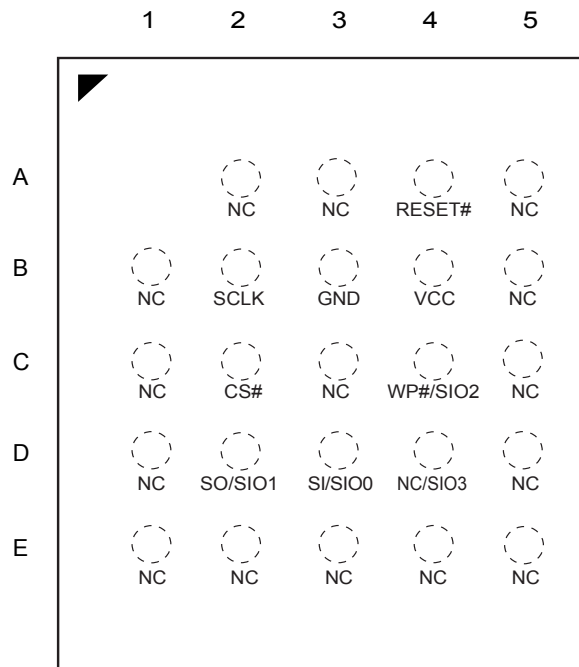 1 2 3 4 5
A
NC NC RESET# NC
B
NC SCLK GND VCC NC
C
NC CS# NC WP#/SIO2 NC
D
NC SO/SIO1 SI/SIO0 NC/SIO3 NC
E
NC NC NC NC NC